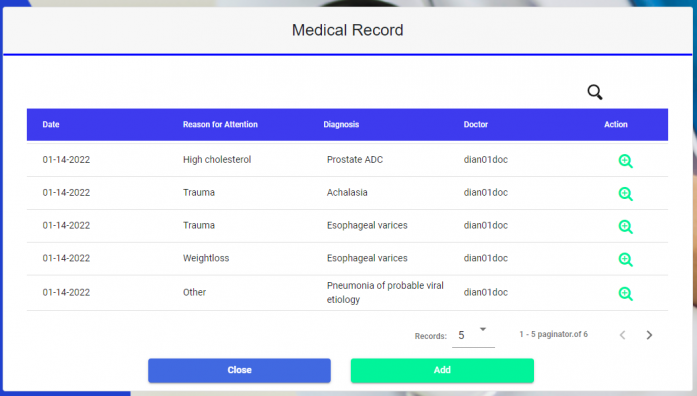 Medical Record
Date Reason for Attention Diagnosis Doctor Action
01-14-2022 High cholesterol Prostate ADC dian01doc
01-14-2022 Trauma Achalasia dian01doc
01-14-2022 Trauma Esophageal varices dian01doc
01-14-2022 Weightloss Esophageal varices dian01doc
01-14-2022 Other Pneumonia of probable viral dian01doc
etiology
Records: 5 1 - 5 paginator.of 6
Close Add